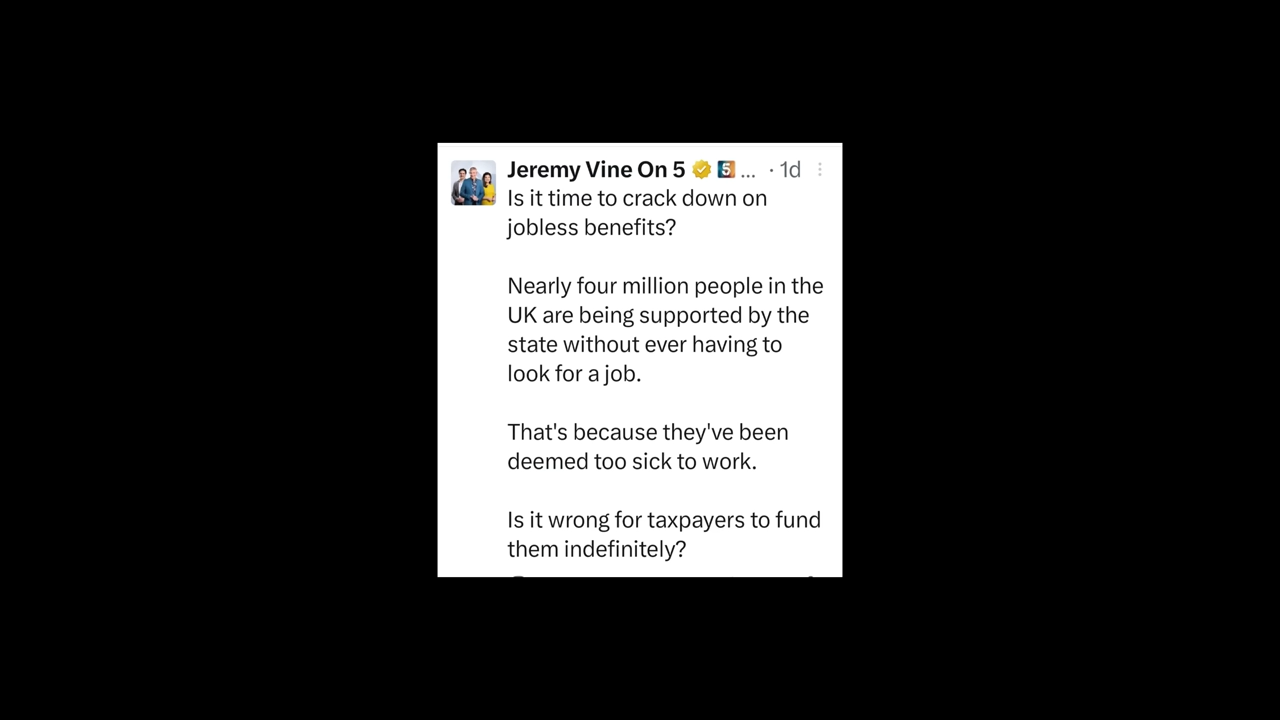 Jeremy Vine On 5 5 ... · 1d
Is it time to crack down on
jobless benefits?
Nearly four million people in the
UK are being supported by the
state without ever having to
look for a job.
That's because they've been
deemed too sick to work.
Is it wrong for taxpayers to fund
them indefinitely?